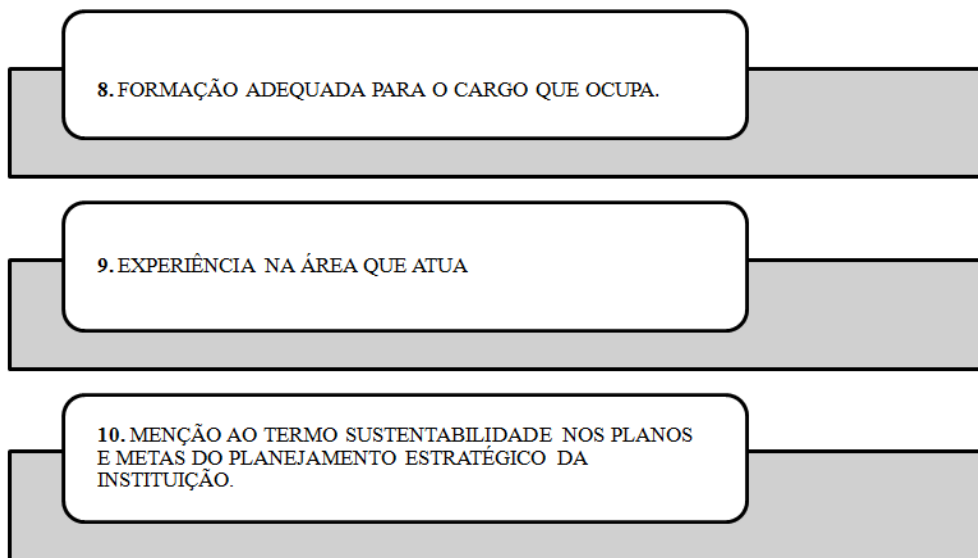 8. FORMAÇÃO ADEQUADA PARA O CARGO QUE OCUPA.
9. EXPERIÊNCIA NA ÁREA QUE ATUA
10. MENÇÃO AO TERMO SUSTENTABILIDADE NOS PLANOS
E METAS DO PLANEJAMENTO ESTRATÉGICO DA
INSTITUIÇÃO.